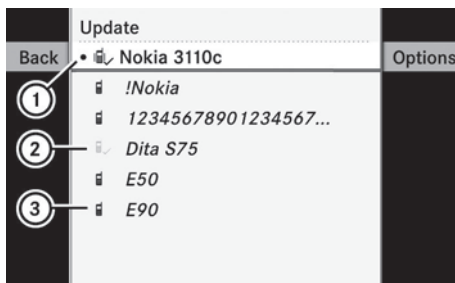 Update
Back • Nokia 3110c Options
!Nokia
1
12345678901234567...
2 Dita S75
E50
3 E90